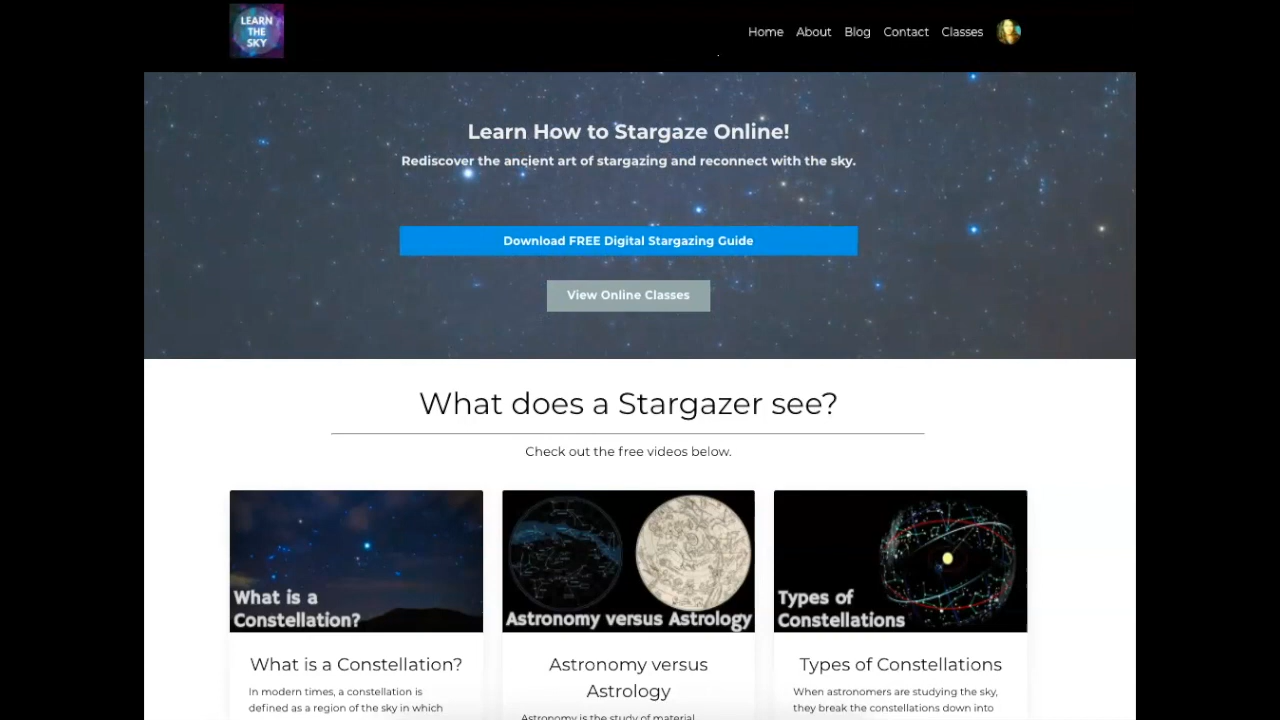 LEARN
THE
SKY
Home About Blog Contact Classes
Learn How to Stargaze Online!
Rediscover the ancient art of stargazing and reconnect with the sky.
Download FREE Digital Stargazing Guide
View Online Classes
What does a Stargazer see?
Check out the free videos below.
What is a
Constellation?
Astronomy versus Astrology
Types of
Constellations
What is a Constellation?
In modern times, a constellation is
defined as a region of the sky in which
Astronomy versus
Astrology
Astronomy is the study of material
Types of Constellations
When astronomers are studying the sky,
they break the constellations down into